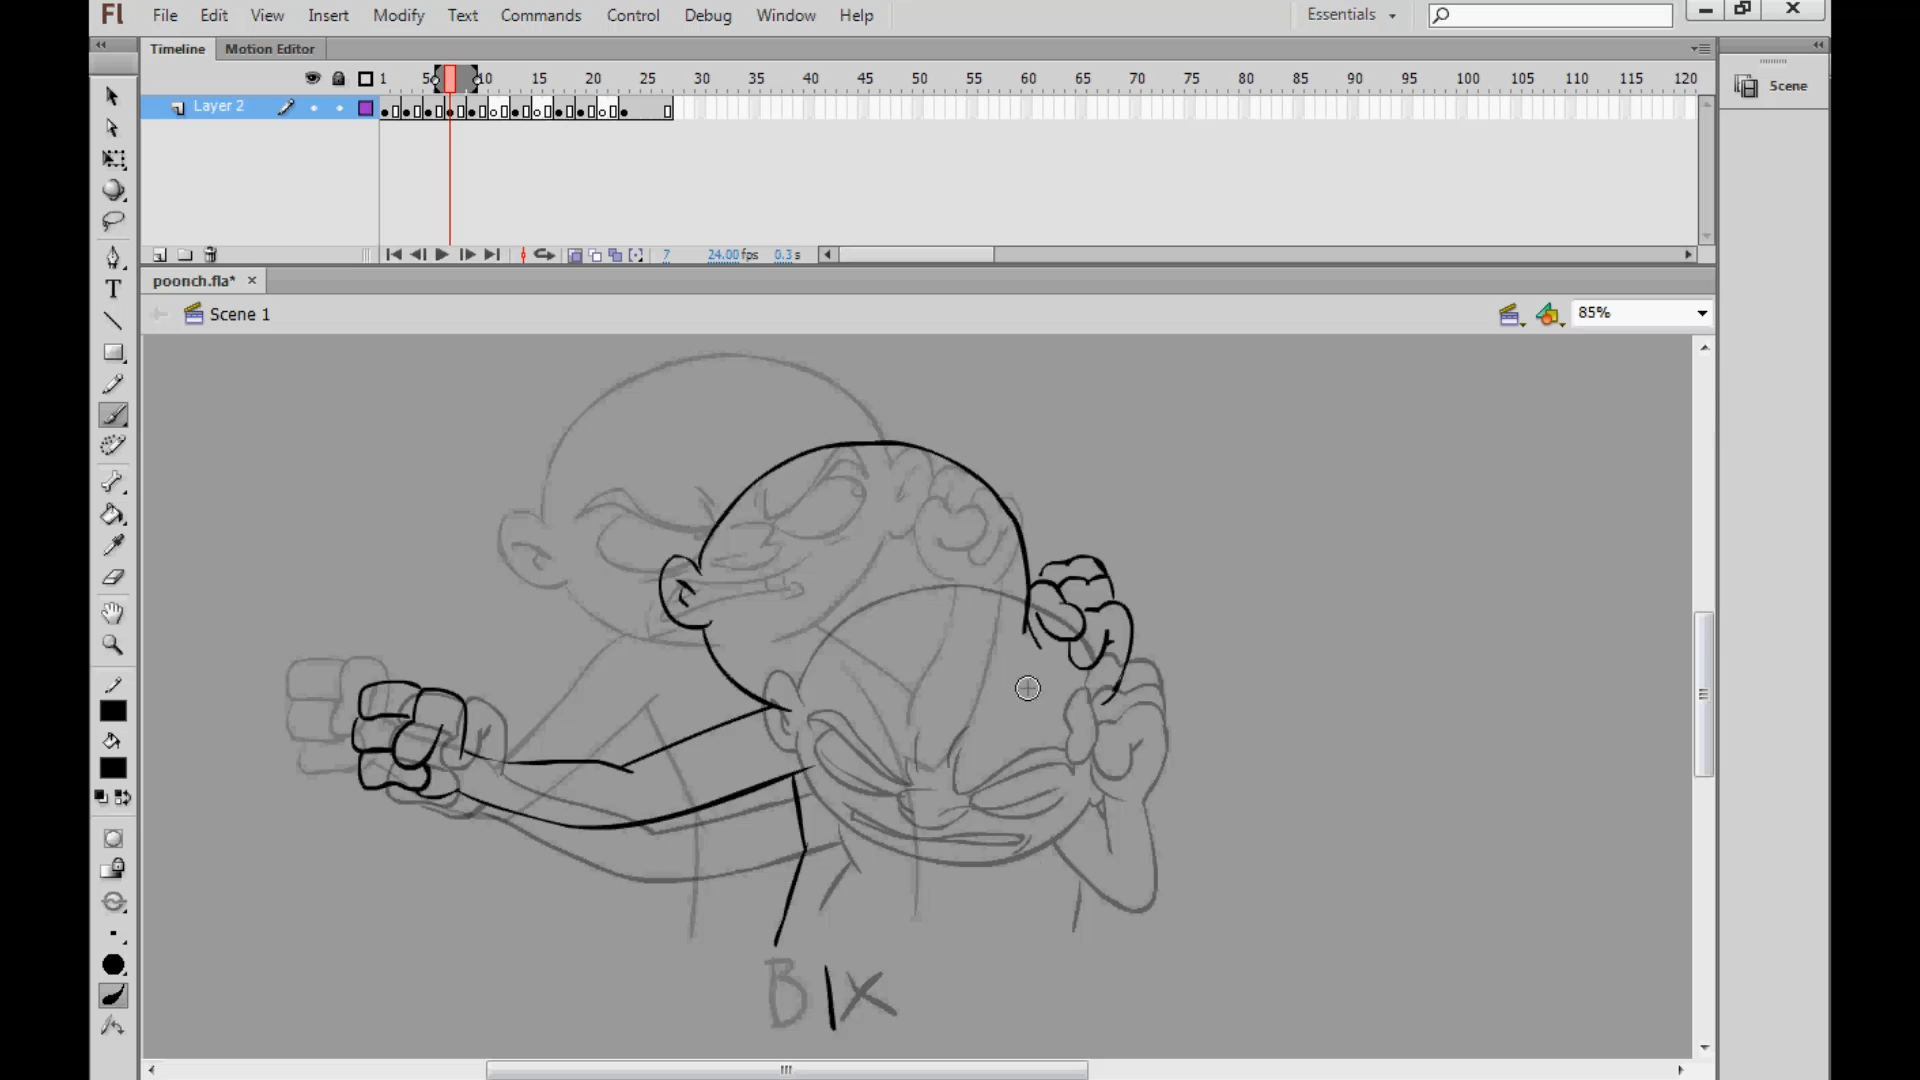 Fl File Edit View Insert Modify Text Commands Control Debug Window Help Essentials
Timeline Motion Editor
1 5 10 15 20 25 30 35 40 45 50 55 60 65 70 75 80 85 90 95 100 105 110 115 120
Scene
Layer 2
7 24.00 fps 0.3 s
poonch.fla*
Scene 1
85%
T
B I X